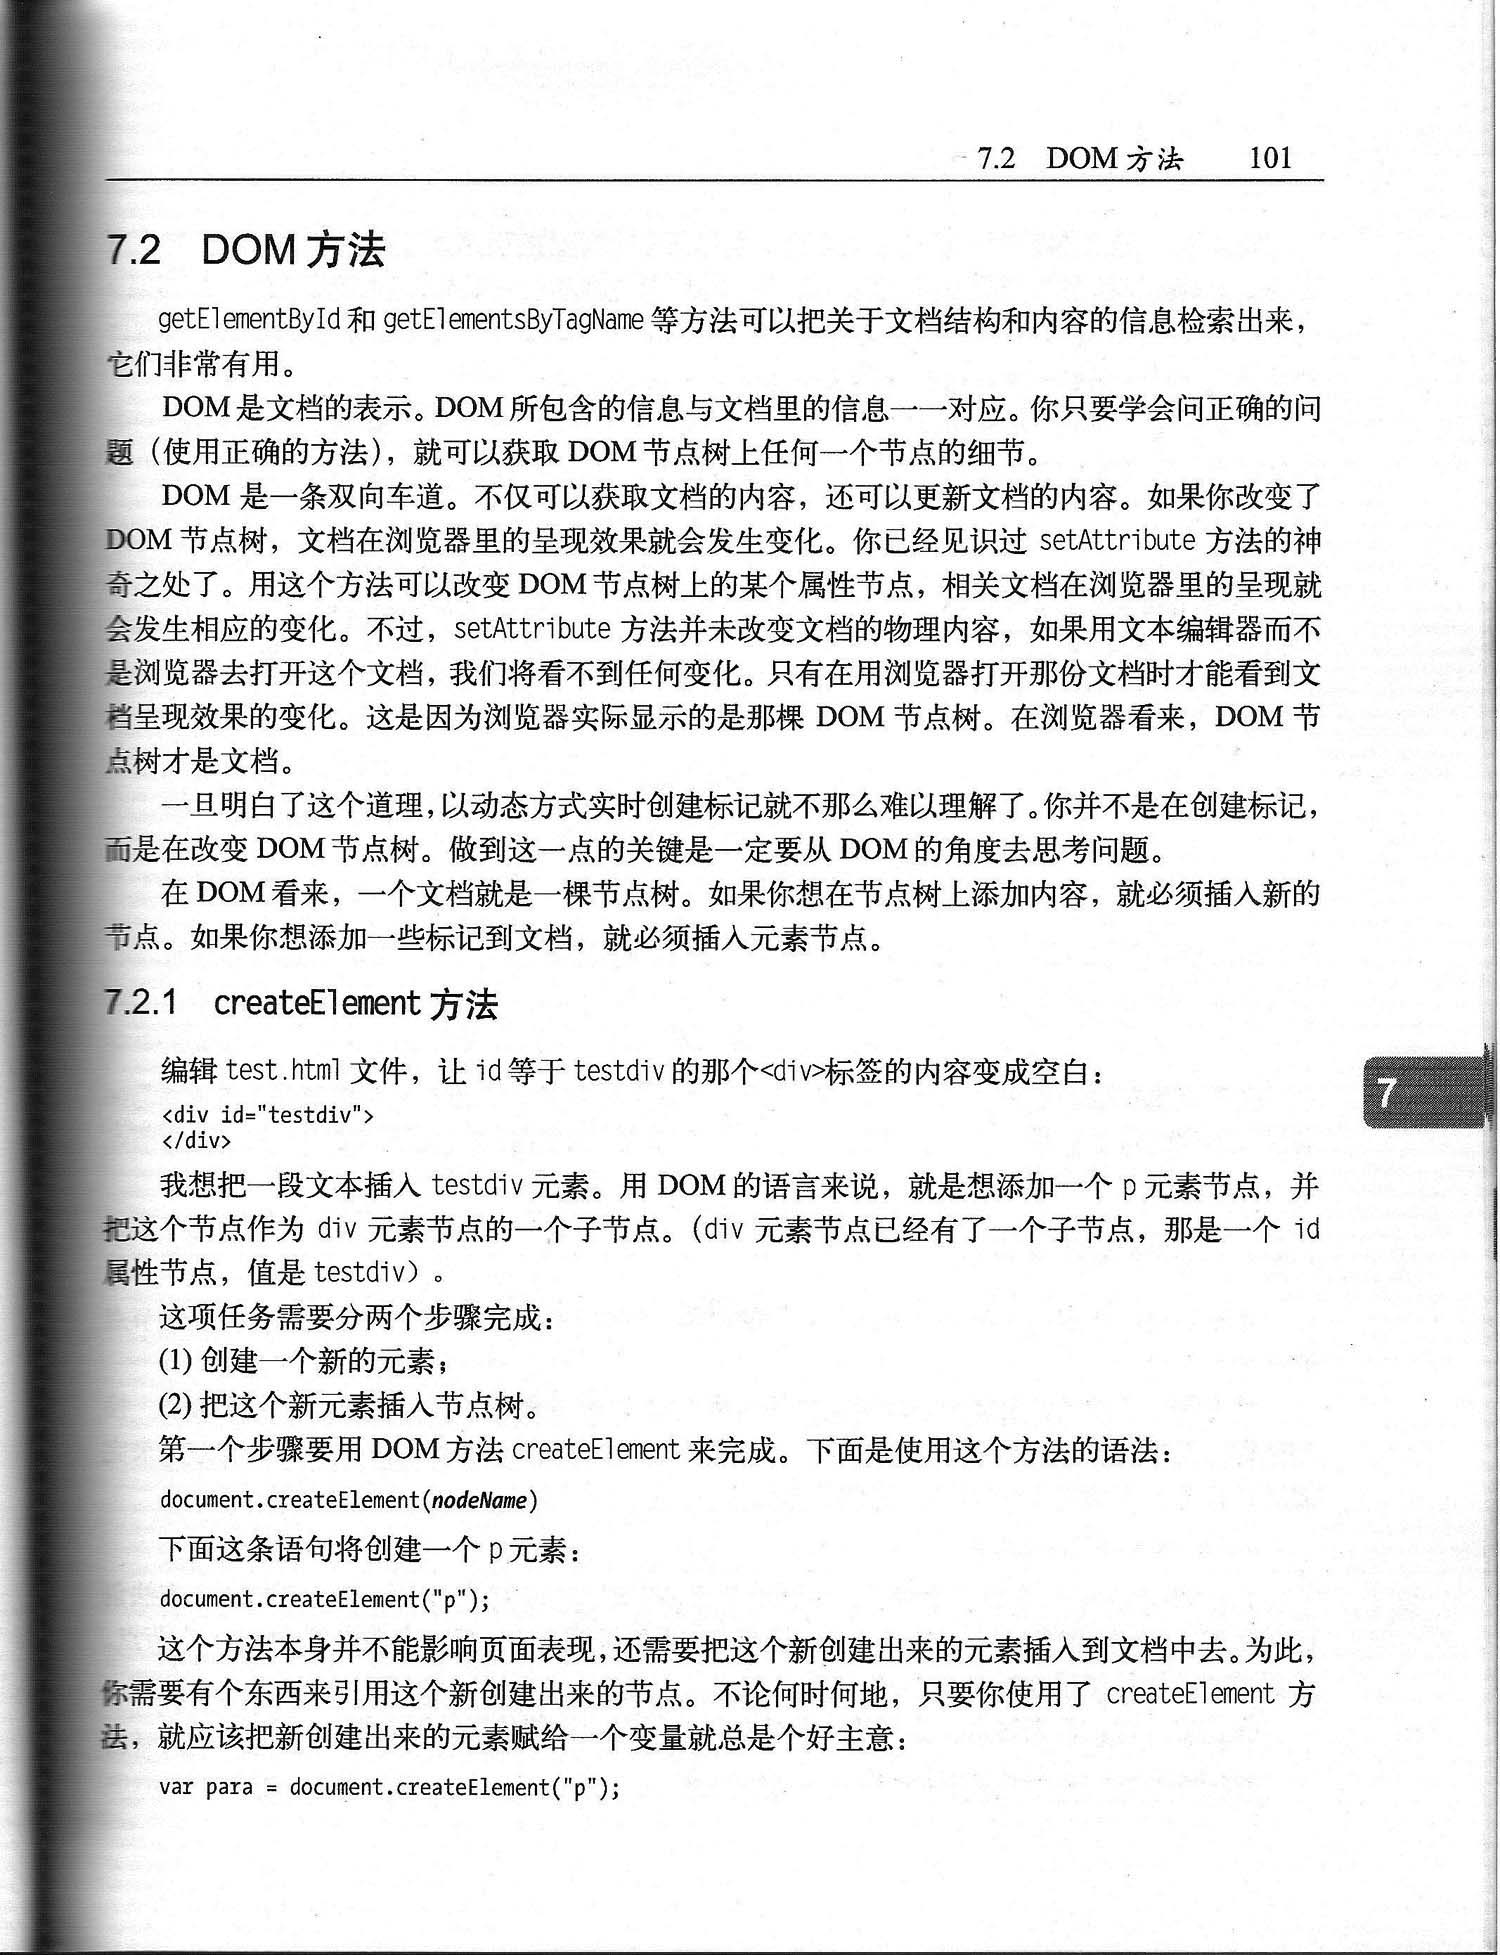 7.2 DOM 方法 101
7.2 DOM 方法
getElementById 和 getElementsByTagName 等方法可以把关于文档结构和内容的信息检索出来，
它们非常有用。
DOM 是文档的表示。DOM 所包含的信息与文档里的信息一一对应。你只要学会问正确的问
题（使用正确的方法），就可以获取 DOM 节点树上任何一个节点的细节。
DOM 是一条双向车道。不仅可以获取文档的内容，还可以更新文档的内容。如果你改变了
DOM 节点树，文档在浏览器里的呈现效果就会发生变化。你已经见识过 setAttribute 方法的神
奇之处了。用这个方法可以改变 DOM 节点树上的某个属性节点，相关文档在浏览器里的呈现就
会发生相应的变化。不过，setAttribute 方法并未改变文档的物理内容，如果用文本编辑器而不
是浏览器去打开这个文档，我们将看不到任何变化。只有在用浏览器打开那份文档时才能看到文
档呈现效果的变化。这是因为浏览器实际显示的是那棵 DOM 节点树。在浏览器看来，DOM 节
点树才是文档。
一旦明白了这个道理，以动态方式实时创建标记就不那么难以理解了。你并不是在创建标记，
而是在改变 DOM 节点树。做到这一点的关键是一定要从 DOM 的角度去思考问题。
在 DOM 看来，一个文档就是一棵节点树。如果你想在节点树上添加内容，就必须插入新的
节点。如果你想添加一些标记到文档，就必须插入元素节点。
7.2.1 createElement 方法
编辑 test.html 文件，让 id 等于 testdiv 的那个<div>标签的内容变成空白：
<div id="testdiv">
</div>
7
我想把一段文本插入 testdiv 元素。用 DOM 的语言来说，就是想添加一个 p 元素节点，并
把这个节点作为 div 元素节点的一个子节点。（div 元素节点已经有了一个子节点，那是一个 id
属性节点，值是 testdiv）。
这项任务需要分两个步骤完成：
(1) 创建一个新的元素；
(2) 把这个新元素插入节点树。
第一个步骤要用 DOM 方法 createElement 来完成。下面是使用这个方法的语法：
document.createElement(nodeName)
下面这条语句将创建一个 p 元素：
document.createElement("p");
这个方法本身并不能影响页面表现，还需要把这个新创建出来的元素插入到文档中去。为此，
你需要有个东西来引用这个新创建出来的节点。不论何时何地，只要你使用了 createElement 方
法，就应该把新创建出来的元素赋给一个变量就总是个好主意：
var para = document.createElement("p");